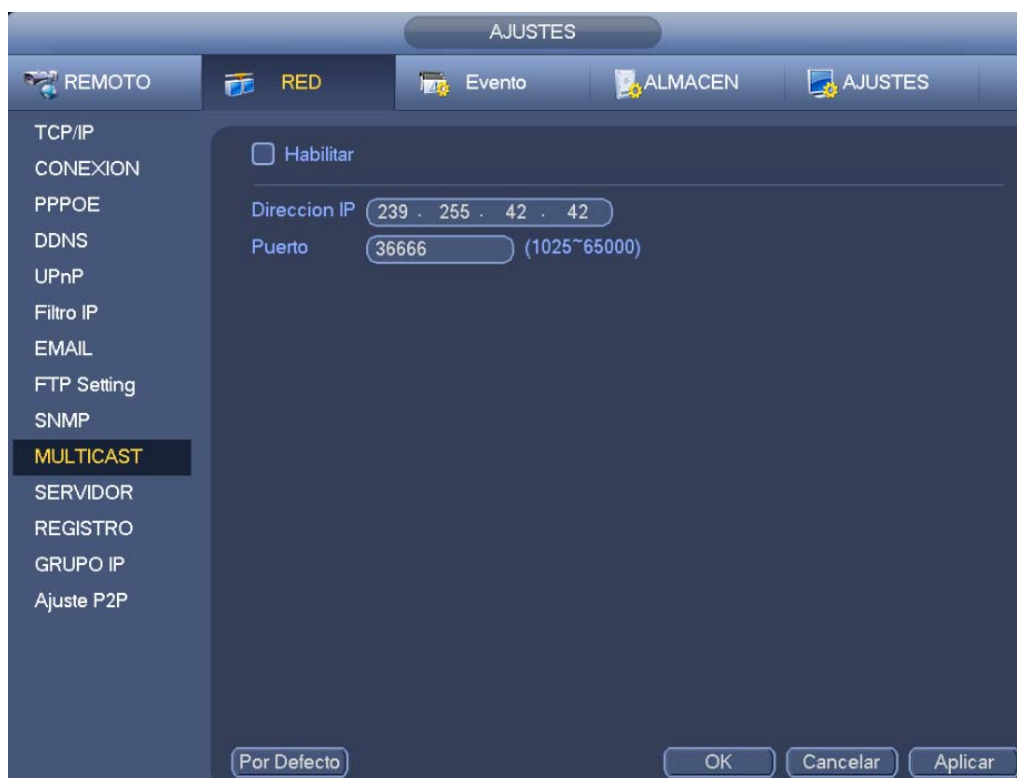 AJUSTES
REMOTO RED Evento ALMACEN AJUSTES
TCP/IP
CONEXION
PPPOE
DDNS
UPnP
Filtro IP
EMAIL
FTP Setting
SNMP
MULTICAST
SERVIDOR
REGISTRO
GRUPO IP
Ajuste P2P
Habilitar
Direccion IP 239 . 255 . 42 . 42
Puerto 36666 (1025~65000)
Por Defecto OK Cancelar Aplicar